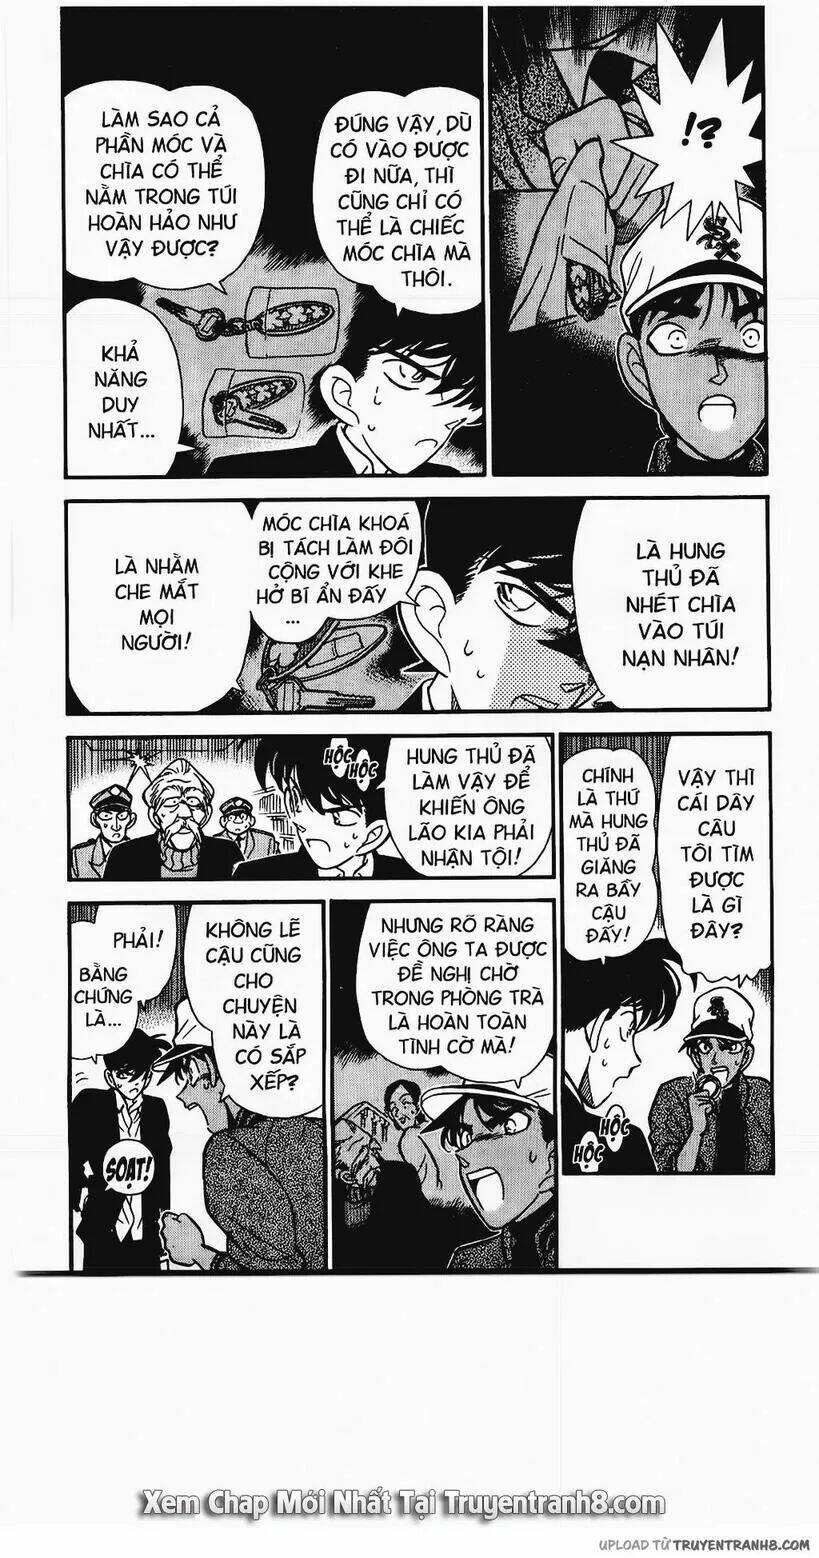 !?
ĐÚNG VẬY, DÙ
CÓ VÀO ĐƯỢC
ĐI NỮA, THÌ
CŨNG CHỈ CÓ
THỂ LÀ CHIẾC
MÓC CHÌA MÀ
THÔI.
LÀM SAO CẢ
PHẦN MÓC VÀ
CHÌA CÓ THỂ
NẰM TRONG TÚI
HOÀN HẢO NHƯ
VẬY ĐƯỢC?
KHẢ
NĂNG
DUY
NHẤT...
LÀ HUNG
THỦ ĐÃ
NHÉT CHÌA
VÀO TÚI
NẠN NHÂN!
MÓC CHÌA KHOÁ
BỊ TÁCH LÀM ĐÔI
CỘNG VỚI KHE
HỞ BÍ ẨN ĐẤY
...
LÀ NHẰM
CHE MẮT
MỌI
NGƯỜI!
VẬY THÌ
CÁI DÂY
CÂU
TÔI TÌM
ĐƯỢC
LÀ GÌ
ĐÂY?
CHÍNH
LÀ THỨ
MÀ HUNG
THỦ ĐÃ
GIĂNG
RA BẪY
CẬU
ĐẤY!
HỘC
HỘC
HUNG THỦ ĐÃ
LÀM VẬY ĐỂ
KHIẾN ÔNG
LÃO KIA PHẢI
NHẬN TỘI!
HỘC
HỘC
NHƯNG RÕ RÀNG
VIỆC ÔNG TA ĐƯỢC
ĐỀ NGHỊ CHỜ
TRONG PHÒNG TRÀ
LÀ HOÀN TOÀN
TÌNH CỜ MÀ!
KHÔNG LẼ
CẬU CŨNG
CHO
CHUYỆN
NÀY LÀ
CÓ SẮP
XẾP?
PHẢI!
BẰNG
CHỨNG
LÀ...
SOẠT!
Xem Chap Mới Nhất Tại Truyentranh8.com
UPLOAD TỪ TRUYENTRANH8.COM